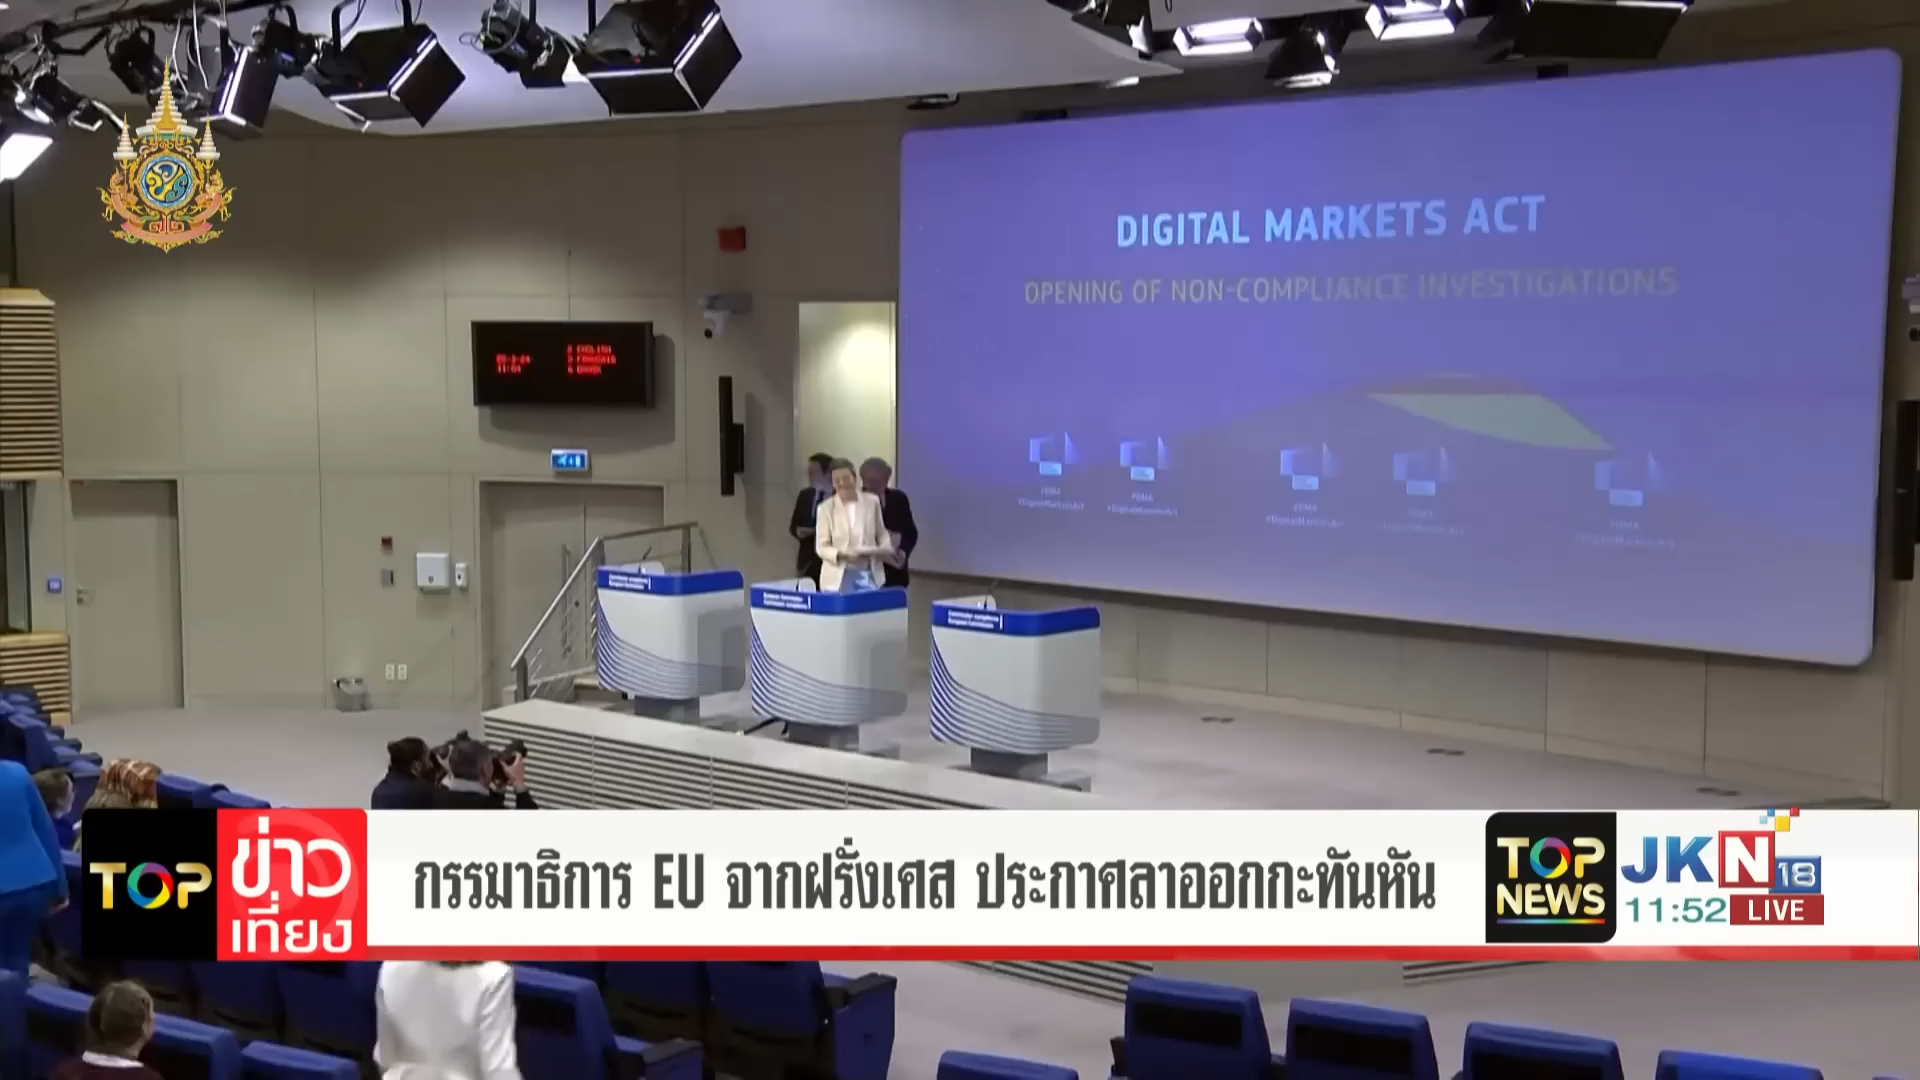 DIGITAL MARKETS ACT
OPENING OF NON-COMPLIANCE INVESTIGATIONS
TOP
ข่าว
เที่ยง
กรรมาธิการ EU จากฝรั่งเศส ประกาศลาออกกะทันหัน
TOP
NEWS
JKN 18
11:52 LIVE